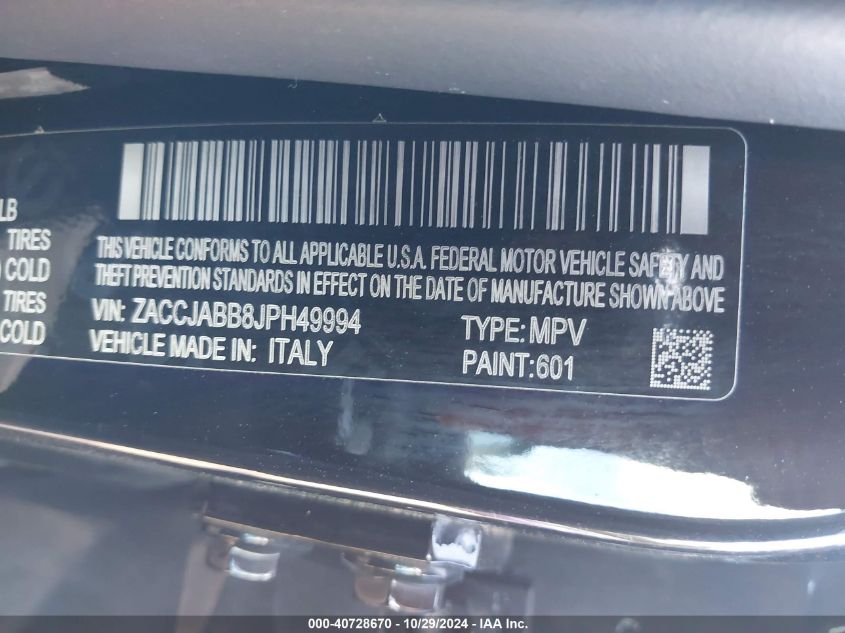 LB
TIRES
COLD
TIRES
COLD
THIS VEHICLE CONFORMS TO ALL APPLICABLE U.S.A. FEDERAL MOTOR VEHICLE SAFETY AND
THEFT PREVENTION STANDARDS IN EFFECT ON THE DATE OF MANUFACTURE SHOWN ABOVE
VIN: ZACCJABB8JPH49994 TYPE: MPV
VEHICLE MADE IN: ITALY PAINT:601
000-40728670 - 10/29/2024 - IAA Inc.